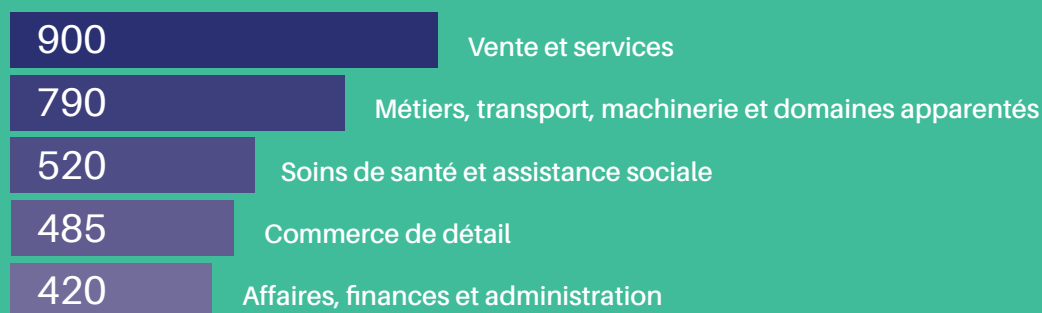 900 Vente et services
790 Métiers, transport, machinerie et domaines apparentés
520 Soins de santé et assistance sociale
485 Commerce de détail
420 Affaires, finances et administration